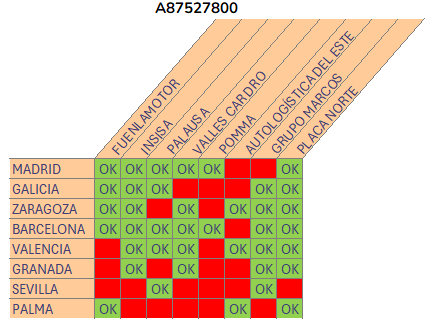 A87527800
FUENLAMOTOR
INSISA
PALAUSA
VALLES CARDRO
POMMA
AUTOLOGÍSTICA DEL ESTE
GRUPO MARCOS
PLACA NORTE
MADRID OK OK OK OK OK OK
GALICIA OK OK OK OK OK
ZARAGOZA OK OK OK OK OK OK
BARCELONA OK OK OK OK OK OK OK
VALENCIA OK OK OK OK OK OK
GRANADA OK OK OK OK
SEVILLA OK OK
PALMA OK OK OK